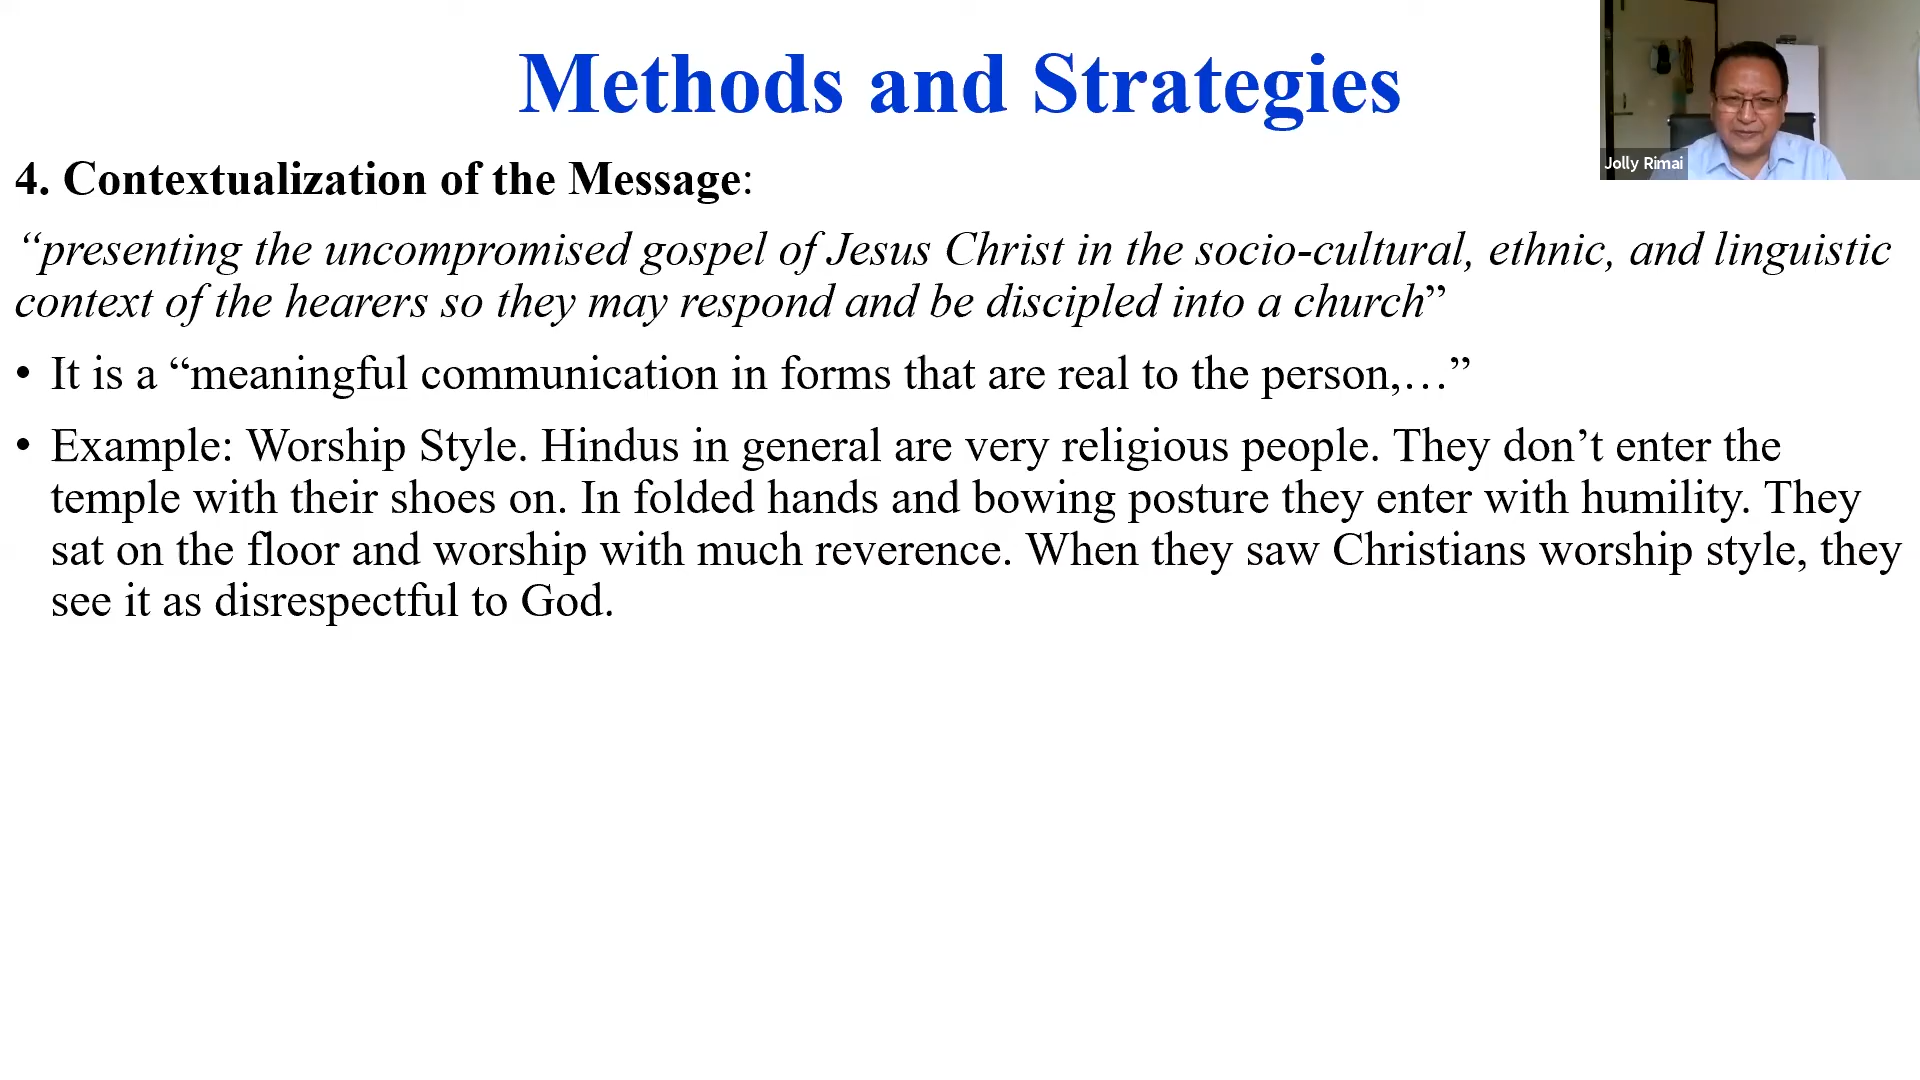 Methods and Strategies
Jolly Rimai
4. Contextualization of the Message:
“presenting the uncompromised gospel of Jesus Christ in the socio-cultural, ethnic, and linguistic
context of the hearers so they may respond and be discipled into a church”
• It is a “meaningful communication in forms that are real to the person,…”
• Example: Worship Style. Hindus in general are very religious people. They don’t enter the
temple with their shoes on. In folded hands and bowing posture they enter with humility. They
sat on the floor and worship with much reverence. When they saw Christians worship style, they
see it as disrespectful to God.